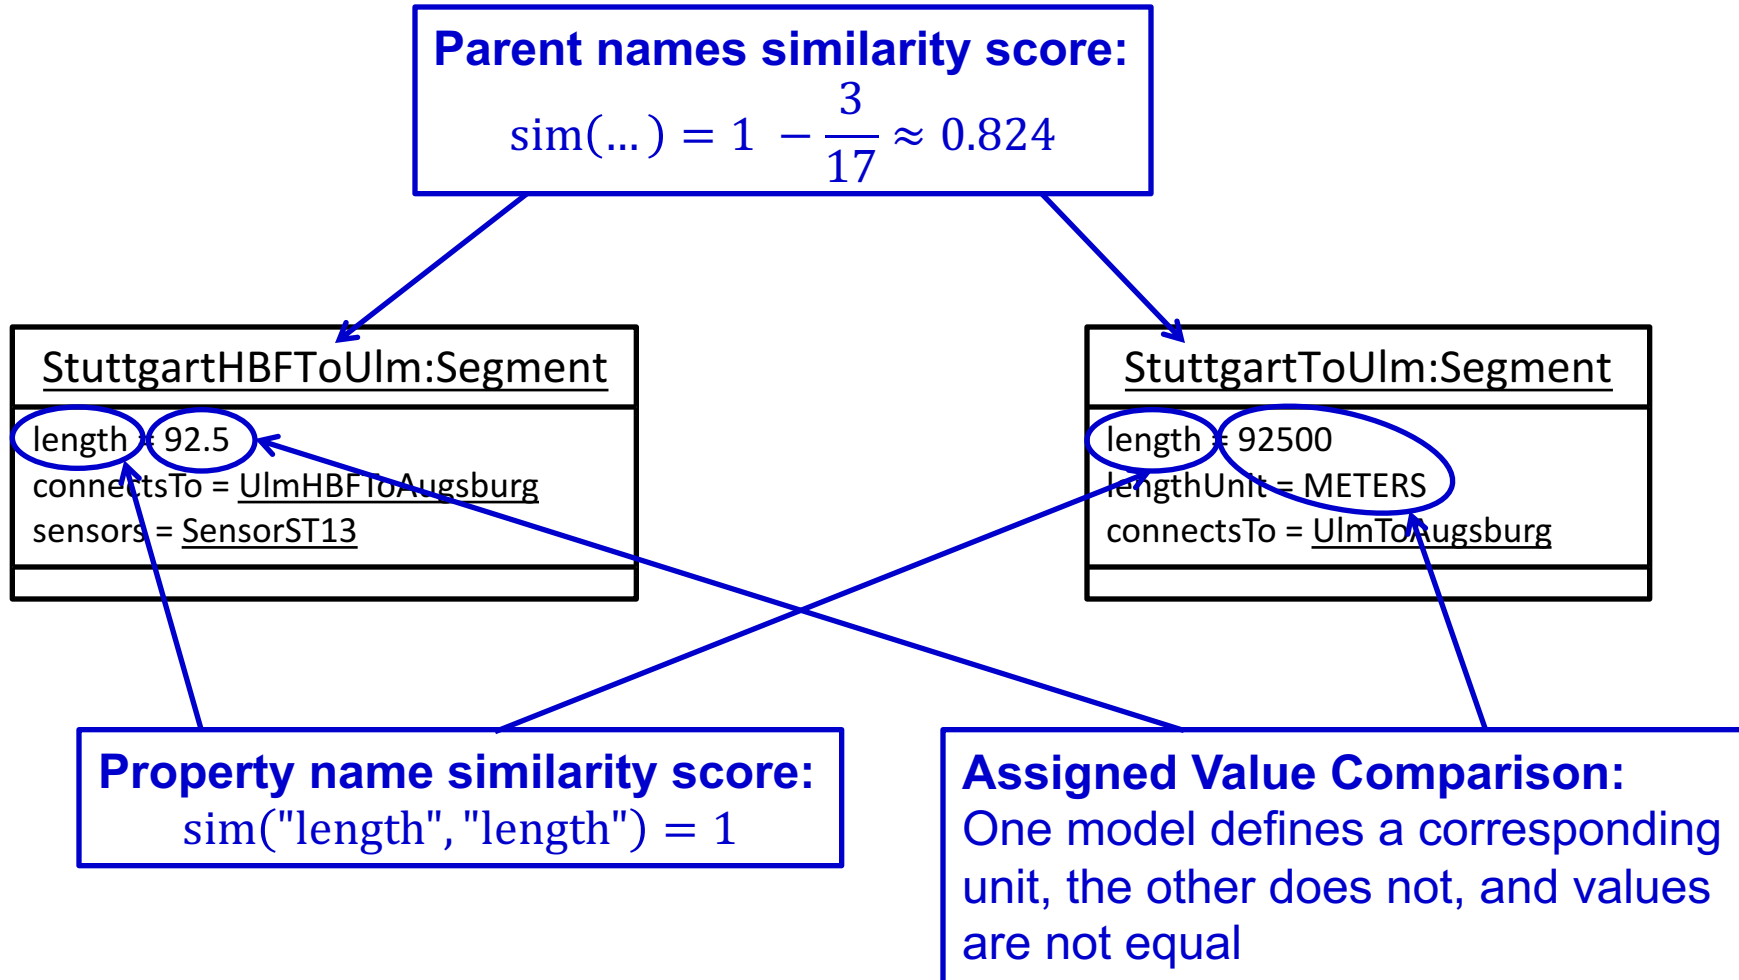 Parent names similarity score:
sim(...) = 1 − 3/17 ≈ 0.824
StuttgartHBFToUlm:Segment
length = 92.5
connectsTo = UlmHBFToAugsburg
sensors = SensorST13
StuttgartToUlm:Segment
length = 92500
lengthUnit = METERS
connectsTo = UlmToAugsburg
Property name similarity score:
sim("length", "length") = 1
Assigned Value Comparison:
One model defines a corresponding
unit, the other does not, and values
are not equal